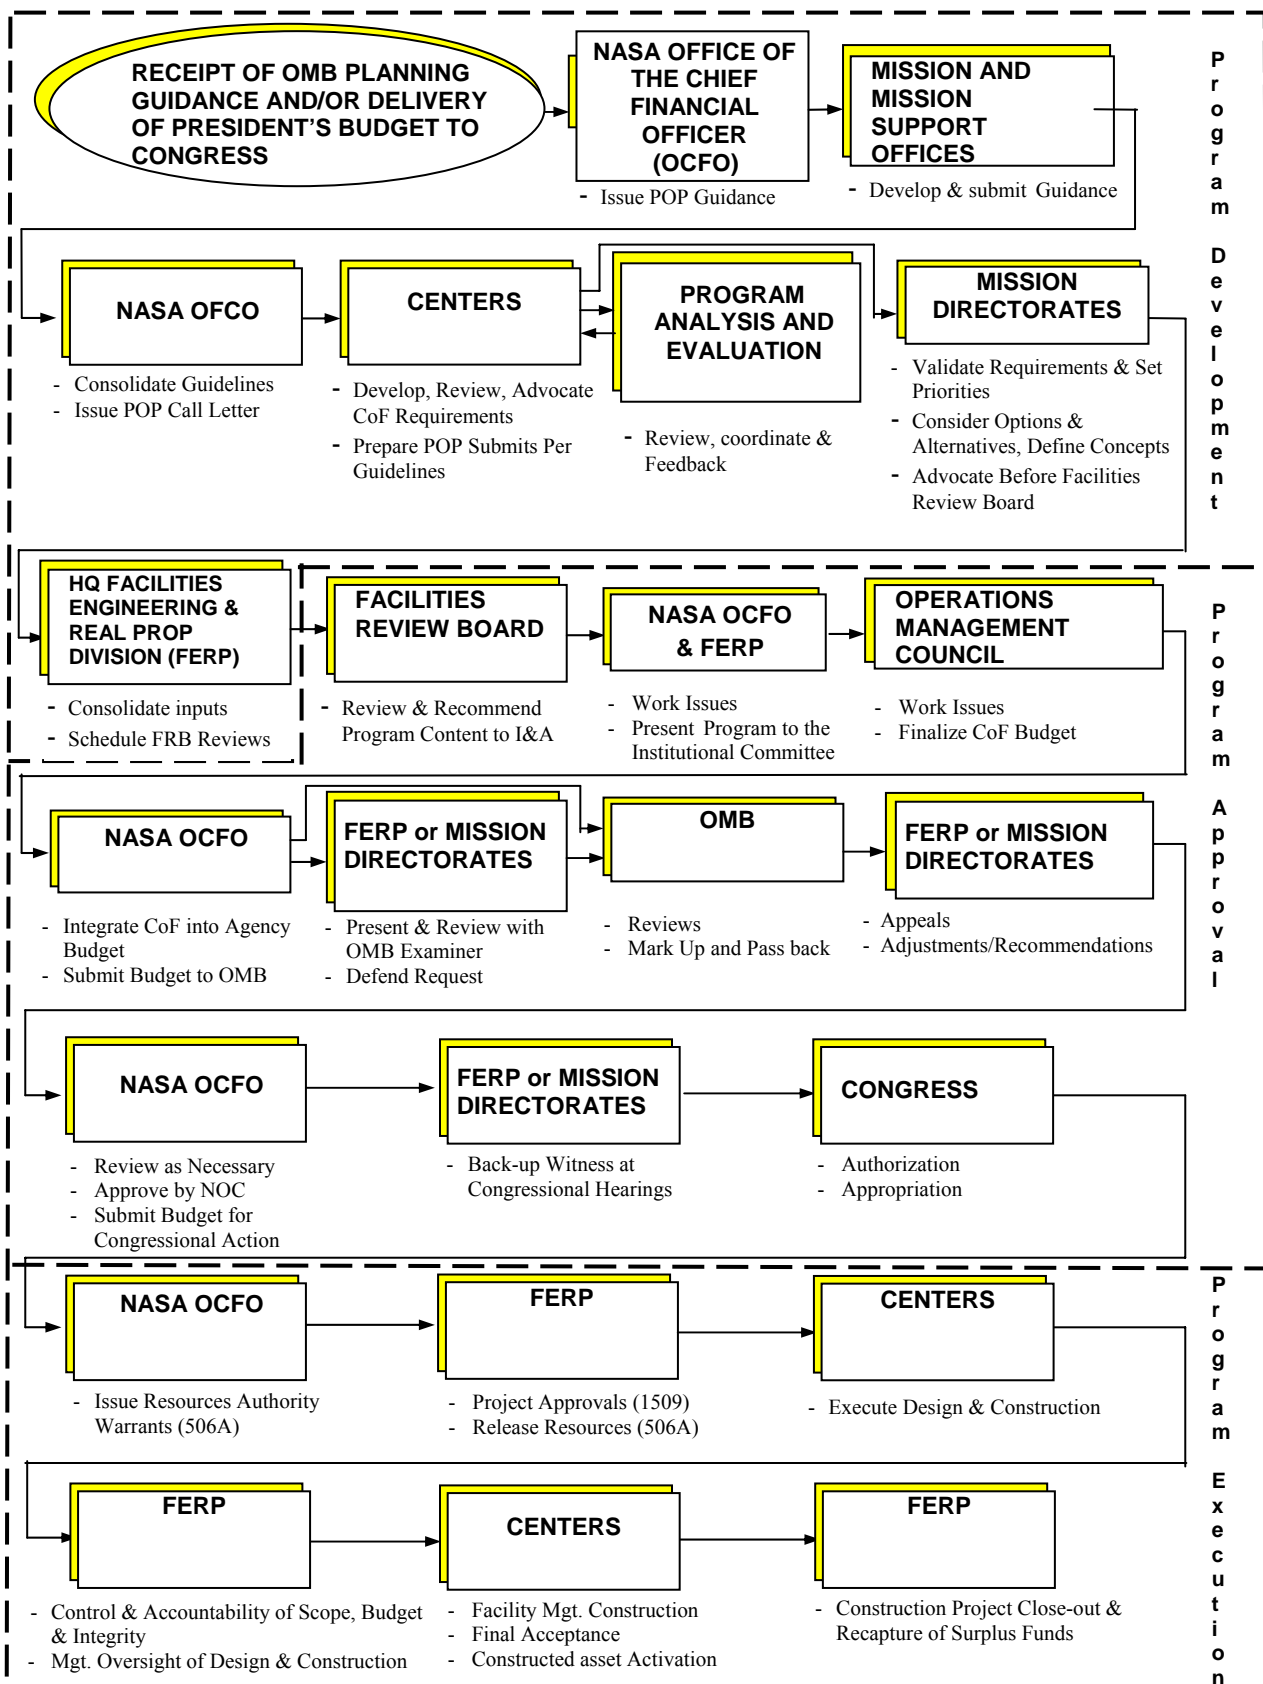 RECEIPT OF OMB PLANNING
GUIDANCE AND/OR DELIVERY
OF PRESIDENT'S BUDGET TO
CONGRESS
NASA OFFICE OF
THE CHIEF
FINANCIAL
OFFICER
(OCFO)
- Issue POP Guidance
MISSION AND
MISSION
SUPPORT
OFFICES
- Develop & submit Guidance
Program Development
NASA OFCO
- Consolidate Guidelines
- Issue POP Call Letter
CENTERS
- Develop, Review, Advocate
CoF Requirements
- Prepare POP Submits Per
Guidelines
PROGRAM
ANALYSIS AND
EVALUATION
- Review, coordinate &
Feedback
MISSION
DIRECTORATES
- Validate Requirements & Set
Priorities
- Consider Options &
Alternatives, Define Concepts
- Advocate Before Facilities
Review Board
HQ FACILITIES
ENGINEERING &
REAL PROP
DIVISION (FERP)
- Consolidate inputs
- Schedule FRB Reviews
FACILITIES
REVIEW BOARD
- Review & Recommend
Program Content to I&A
NASA OCFO
& FERP
- Work Issues
- Present Program to the
Institutional Committee
OPERATIONS
MANAGEMENT
COUNCIL
- Work Issues
- Finalize CoF Budget
Program Approval
NASA OCFO
- Integrate CoF into Agency
Budget
- Submit Budget to OMB
FERP or MISSION
DIRECTORATES
- Present & Review with
OMB Examiner
- Defend Request
OMB
- Reviews
- Mark Up and Pass back
FERP or MISSION
DIRECTORATES
- Appeals
- Adjustments/Recommendations
NASA OCFO
- Review as Necessary
- Approve by NOC
- Submit Budget for
Congressional Action
FERP or MISSION
DIRECTORATES
- Back-up Witness at
Congressional Hearings
CONGRESS
- Authorization
- Appropriation
NASA OCFO
- Issue Resources Authority
Warrants (506A)
FERP
- Project Approvals (1509)
- Release Resources (506A)
CENTERS
- Execute Design & Construction
Program Execution
FERP
- Control & Accountability of Scope, Budget
& Integrity
- Mgt. Oversight of Design & Construction
CENTERS
- Facility Mgt. Construction
- Final Acceptance
- Constructed asset Activation
FERP
- Construction Project Close-out &
Recapture of Surplus Funds